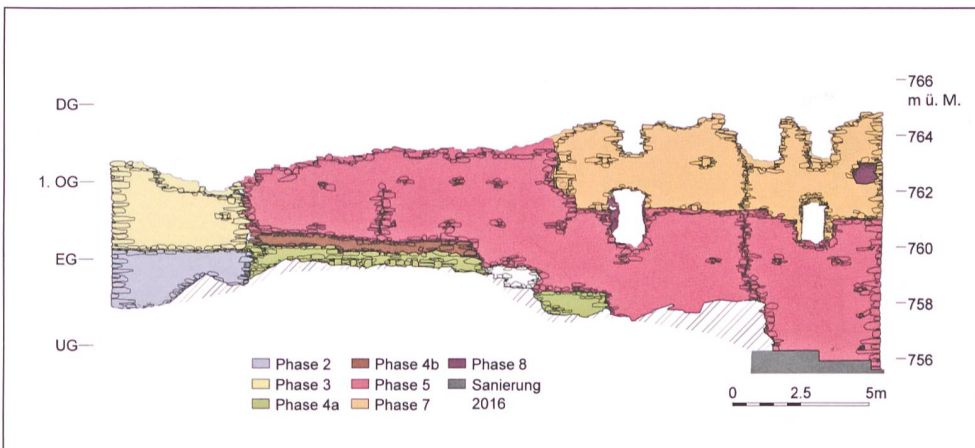 766
DG
m ü. M.
764
1. OG
762
760
EG
758
UG
756
Phase 2
Phase 4b
Phase 8
Phase 3
Phase 5
Sanierung
2016
Phase 4a
Phase 7
0 2.5 5m